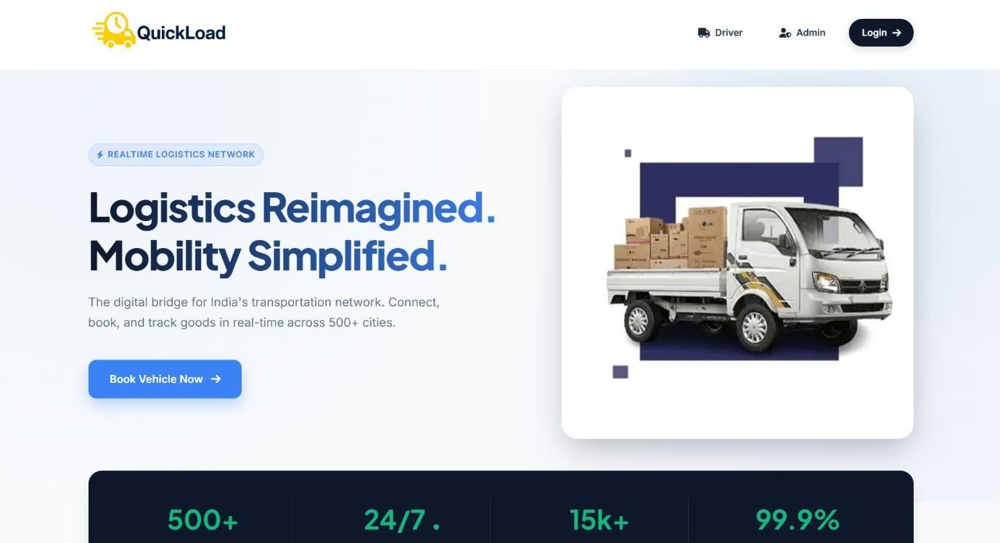 QuickLoad
Driver
Admin
Login
REALTIME LOGISTICS NETWORK
Logistics Reimagined.
Mobility Simplified.
The digital bridge for India's transportation network. Connect,
book, and track goods in real-time across 500+ cities.
Book Vehicle Now
LG
500+
24/7 .
15k+
99.9%